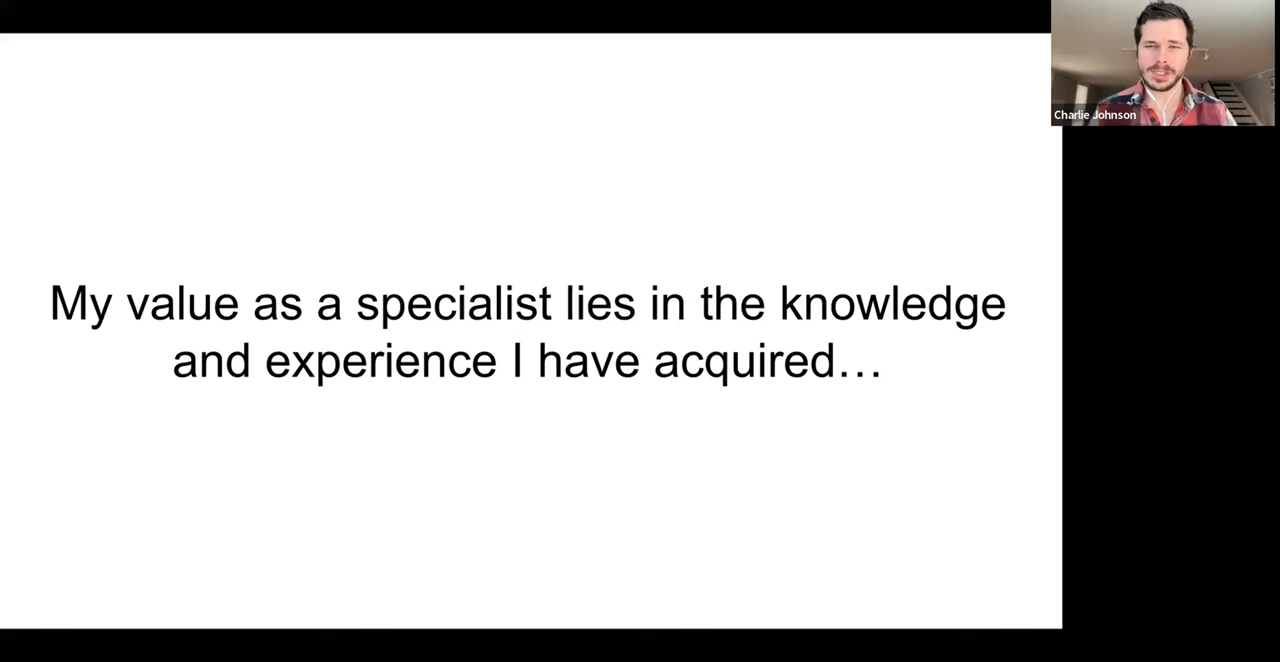 My value as a specialist lies in the knowledge
and experience I have acquired…
Charlie Johnson